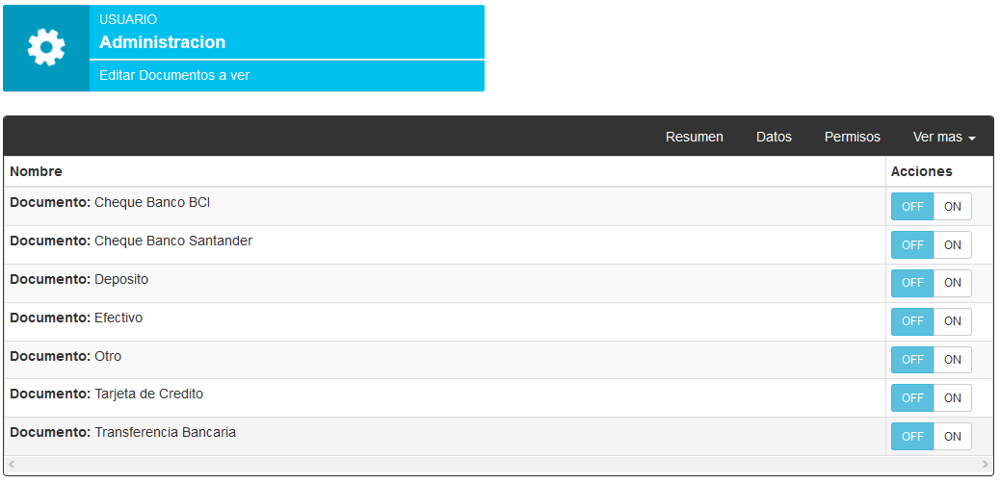 USUARIO
Administracion
Editar Documentos a ver
Resumen Datos Permisos Ver mas
Nombre Acciones
Documento: Cheque Banco BCI OFF ON
Documento: Cheque Banco Santander OFF ON
Documento: Deposito OFF ON
Documento: Efectivo OFF ON
Documento: Otro OFF ON
Documento: Tarjeta de Credito OFF ON
Documento: Transferencia Bancaria OFF ON